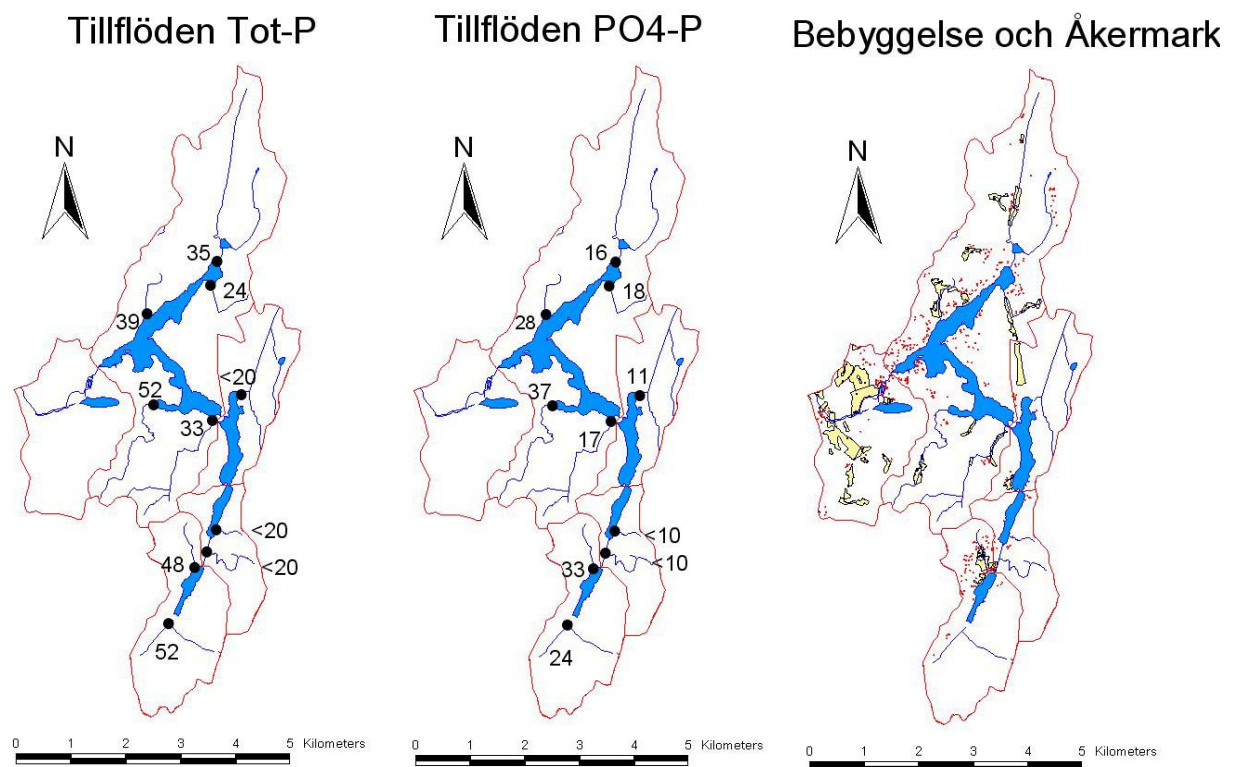 Tillflöden Tot-P
N
35
24
39
52
<20
33
<20
48
<20
52
0 1 2 3 4 5 Kilometers
Tillflöden PO4-P
N
16
18
28
37
11
17
<10
33
<10
24
0 1 2 3 4 5 Kilometers
Bebyggelse och Åkermark
N
0 1 2 3 4 5 Kilometers